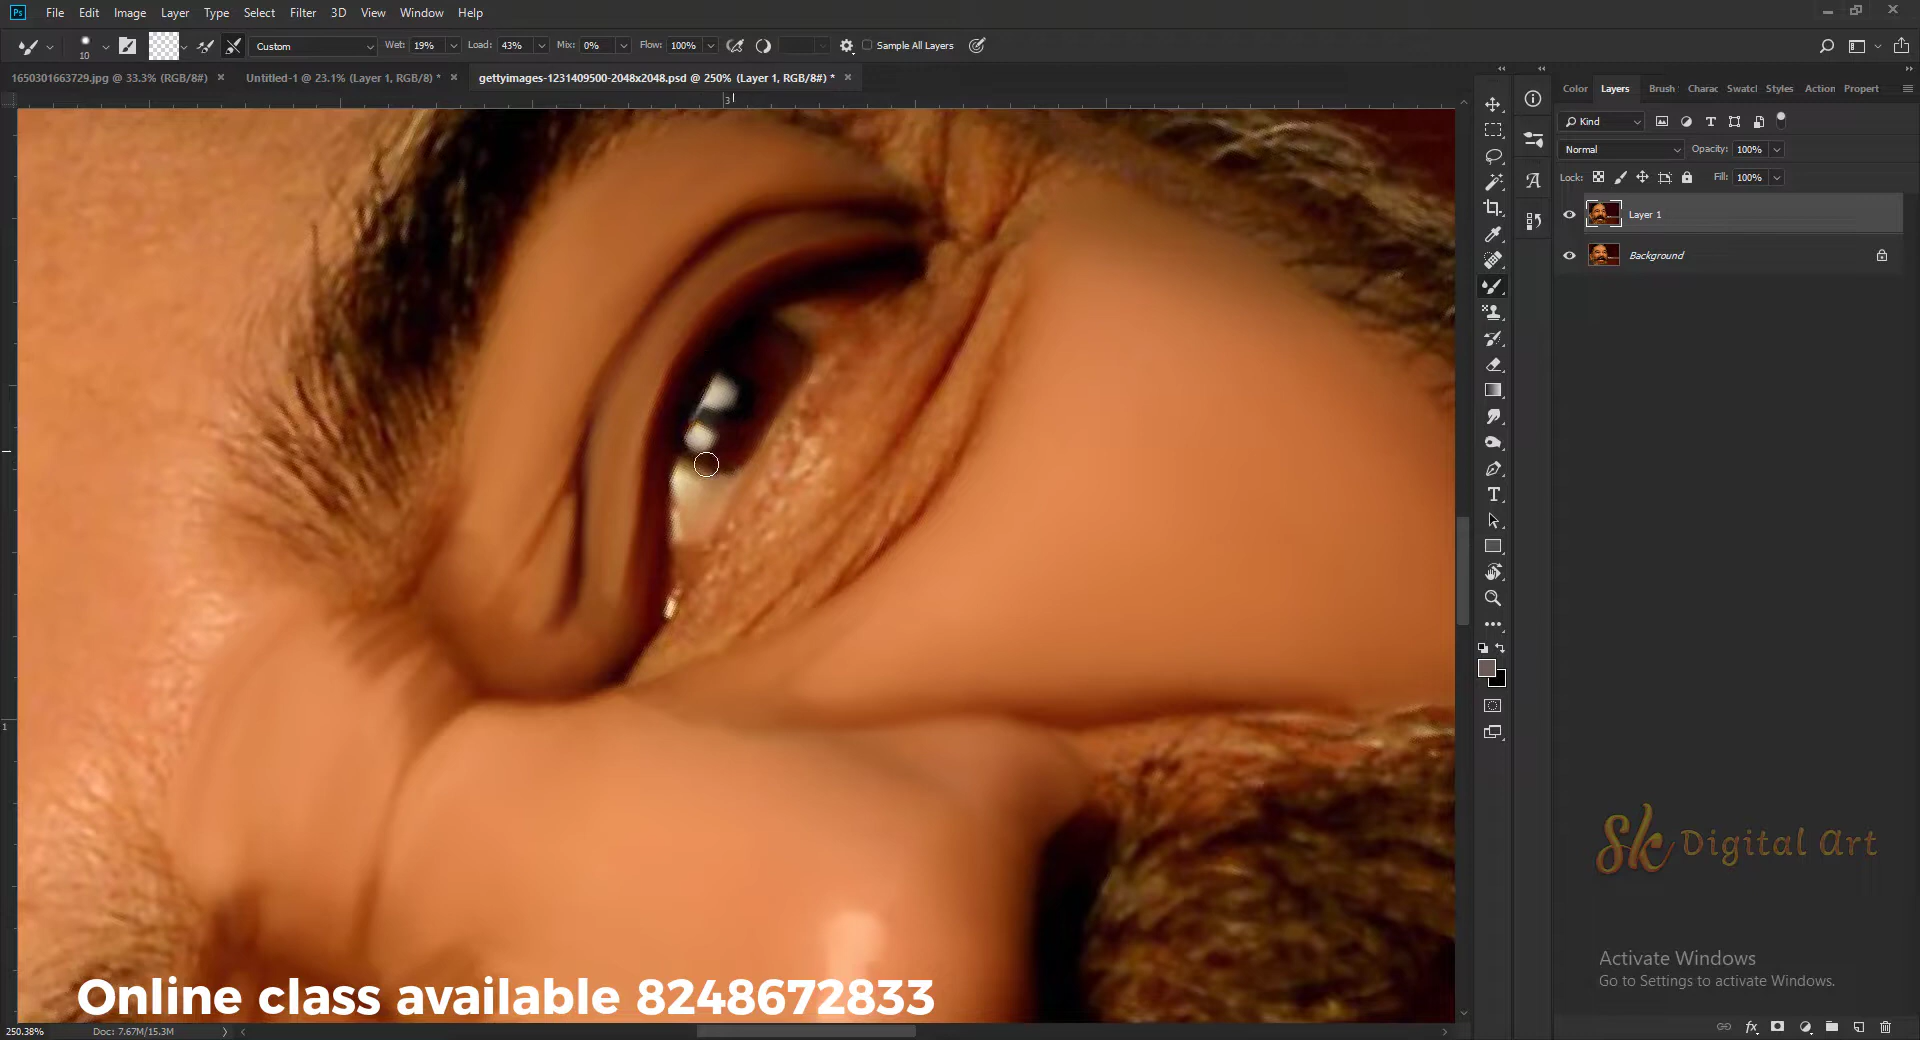 Ps File Edit Image Layer Type Select Filter 3D View Window Help
10 Custom Wet: 19% Load: 43% Mix: 0% Flow: 100% Sample All Layers
1650301663729.jpg @ 33.3% (RGB/8#) Untitled-1 @ 23.1% (Layer 1, RGB/8) * gettyimages-1231409500-2048x2048.psd @ 250% (Layer 1, RGB/8#) *
Color Layers Brush Charac Swatcl Styles Action Propert
3
Kind
Normal Opacity: 100%
Lock: Fill: 100%
Layer 1
Background
1
Sk Digital Art
Activate Windows
Go to Settings to activate Windows.
Online class available 8248672833
250.38% Doc: 7.67M/15.3M